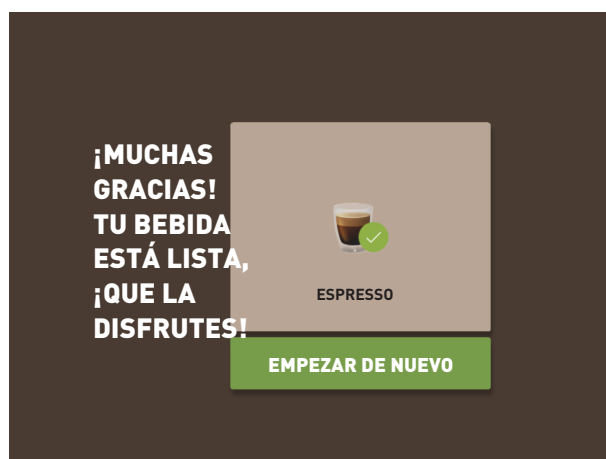 ¡MUCHAS
GRACIAS!
TU BEBIDA
ESTÁ LISTA,
¡QUE LA
DISFRUTES!
ESPRESSO
EMPEZAR DE NUEVO